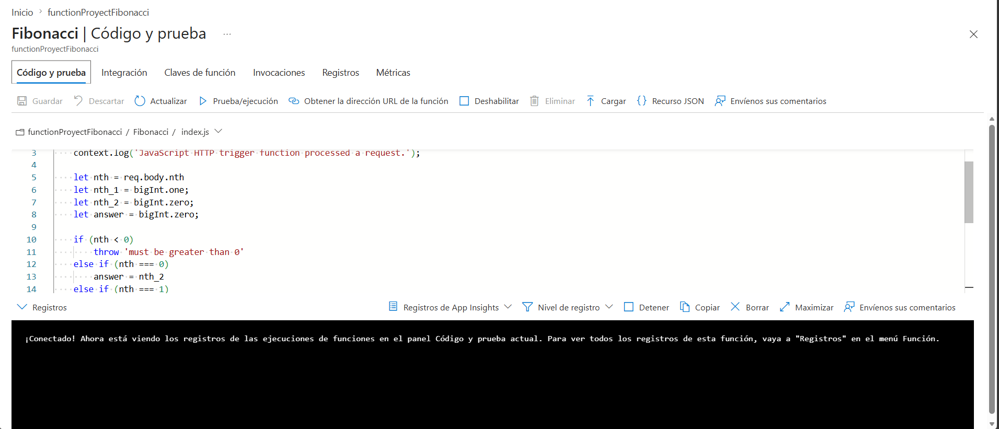 Inicio > functionProyectFibonacci
Fibonacci | Código y prueba ...
functionProyectFibonacci
Código y prueba Integración Claves de función Invocaciones Registros Métricas
Guardar Descartar Actualizar Prueba/ejecución Obtener la dirección URL de la función Deshabilitar Eliminar Cargar Recurso JSON Envíenos sus comentarios
functionProyectFibonacci / Fibonacci / index.js
3 context.log('JavaScript HTTP trigger function processed a request.');
4
5 let nth = req.body.nth
6 let nth_1 = bigInt.one;
7 let nth_2 = bigInt.zero;
8 let answer = bigInt.zero;
9
10 if (nth < 0)
11 throw 'must be greater than 0'
12 else if (nth === 0)
13 answer = nth_2
14 else if (nth === 1)
Registros Registros de App Insights Nivel de registro Detener Copiar Borrar Maximizar Envíenos sus comentarios
¡Conectado! Ahora está viendo los registros de las ejecuciones de funciones en el panel Código y prueba actual. Para ver todos los registros de esta función, vaya a "Registros" en el menú Función.